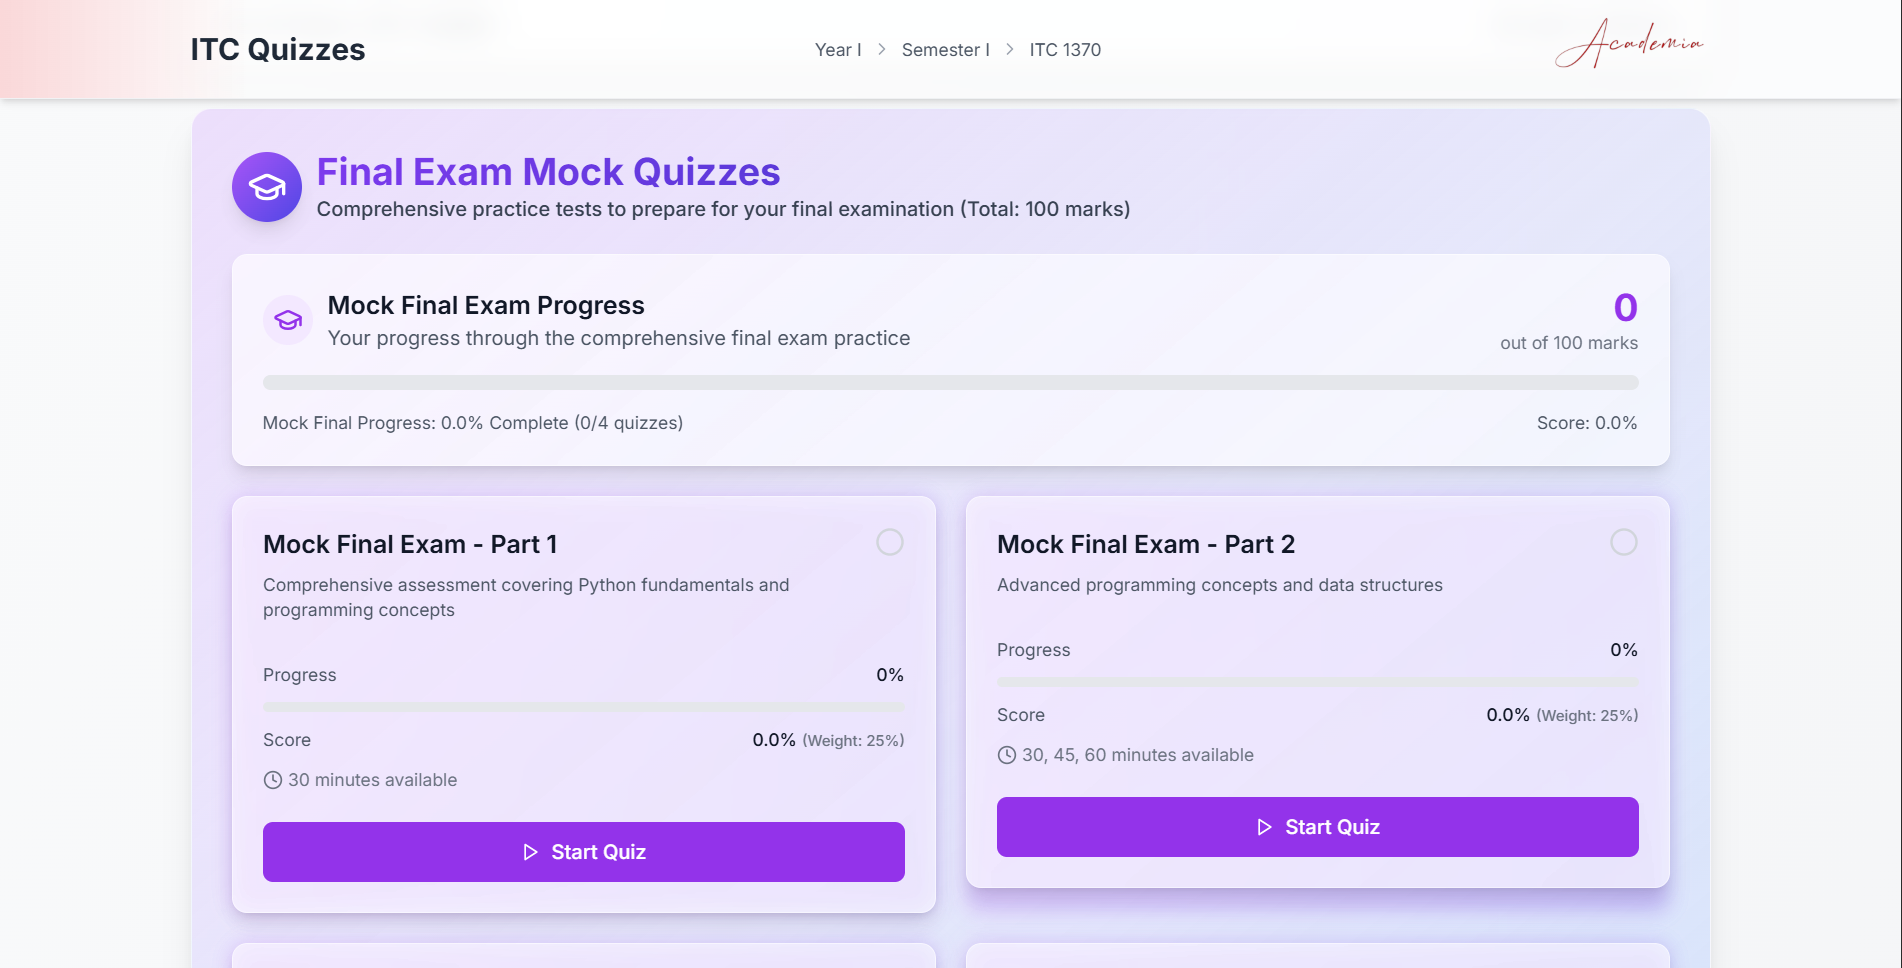 ITC Quizzes
Year I > Semester I > ITC 1370
Academia
Final Exam Mock Quizzes
Comprehensive practice tests to prepare for your final examination (Total: 100 marks)
Mock Final Exam Progress
Your progress through the comprehensive final exam practice
0
out of 100 marks
Mock Final Progress: 0.0% Complete (0/4 quizzes)
Score: 0.0%
Mock Final Exam - Part 1
Comprehensive assessment covering Python fundamentals and
programming concepts
Progress 0%
Score 0.0% (Weight: 25%)
30 minutes available
Start Quiz
Mock Final Exam - Part 2
Advanced programming concepts and data structures
Progress 0%
Score 0.0% (Weight: 25%)
30, 45, 60 minutes available
Start Quiz